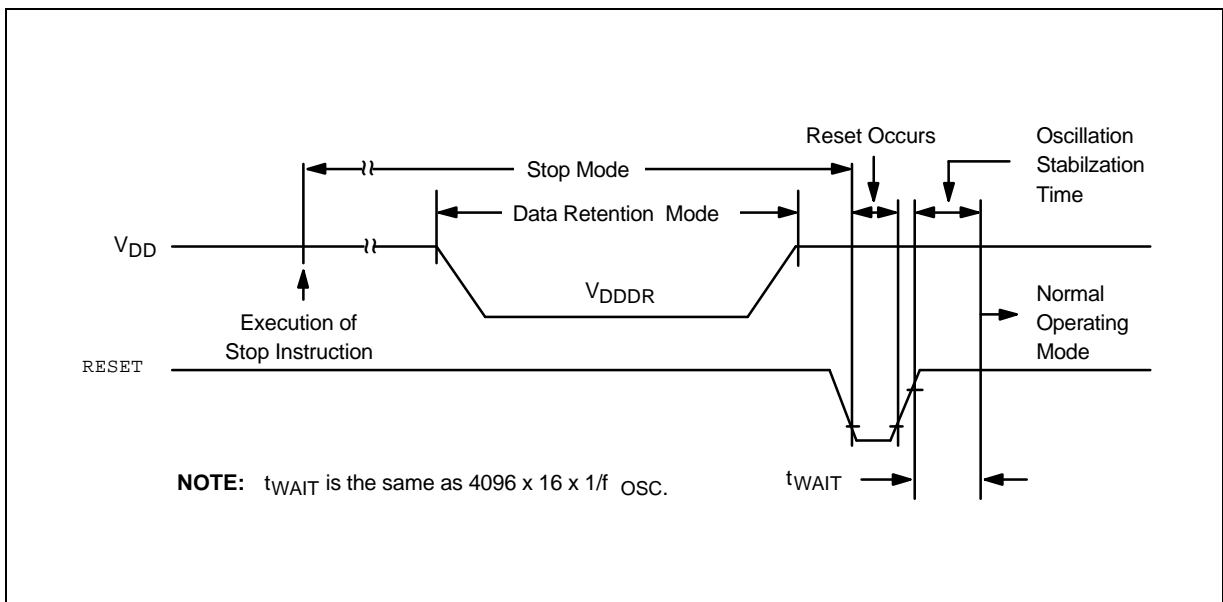 Reset Occurs
Oscillation
Stabilzation
Time
Stop Mode
Data Retention Mode
VDD
VDDDR
Execution of
Stop Instruction
Normal
Operating
Mode
RESET
NOTE: tWAIT is the same as 4096 x 16 x 1/f OSC.
tWAIT